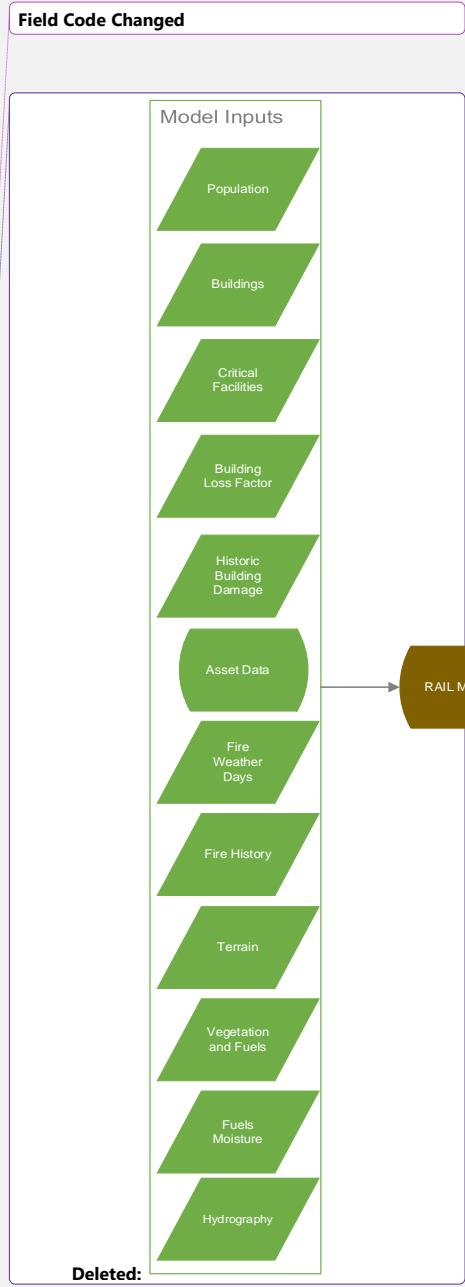 Field Code Changed
Model Inputs
Population
Buildings
Critical
Facilities
Building
Loss Factor
Historic
Building
Damage
Asset Data
RAIL M
Fire
Weather
Days
Fire History
Terrain
Vegetation
and Fuels
Fuels
Moisture
Hydrography
Deleted: